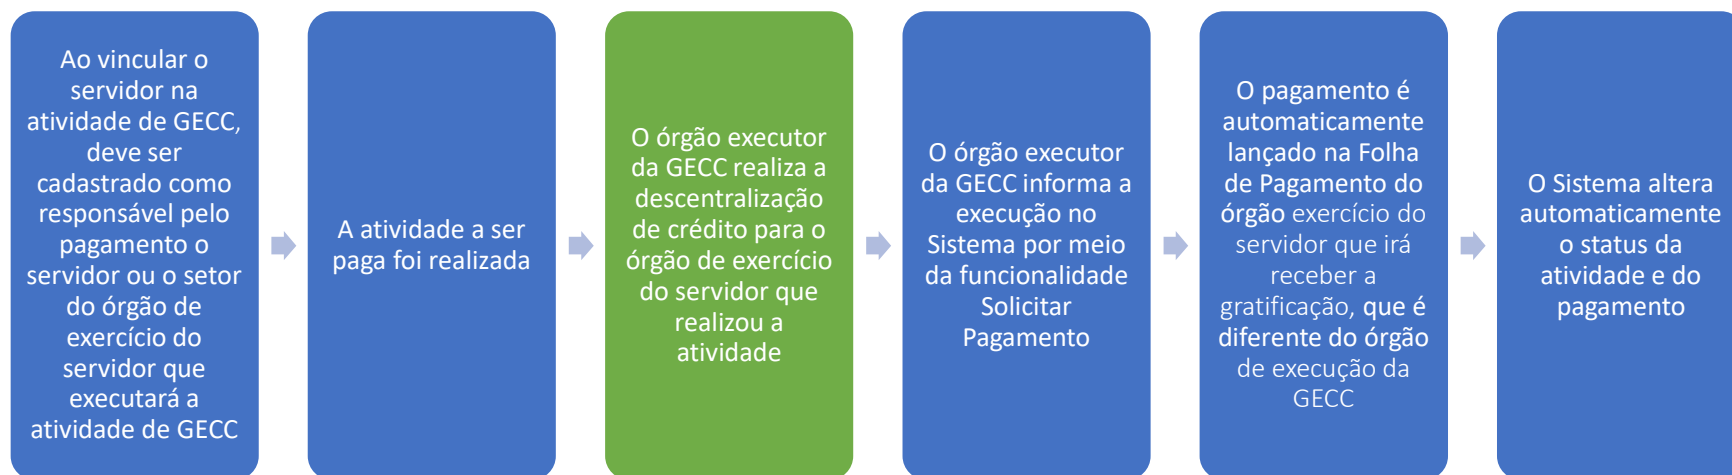 Ao vincular o
servidor na
atividade de GECC,
deve ser
cadastrado como
responsável pelo
pagamento o
servidor ou o setor
do órgão de
exercício do
servidor que
executará a
atividade de GECC
A atividade a ser
paga foi realizada
O órgão executor
da GECC realiza a
descentralização
de crédito para o
órgão de exercício
do servidor que
realizou a
atividade
O órgão executor
da GECC informa a
execução no
Sistema por meio
da funcionalidade
Solicitar
Pagamento
O pagamento é
automaticamente
lançado na Folha
de Pagamento do
órgão exercício do
servidor que irá
receber a
gratificação, que é
diferente do órgão
de execução da
GECC
O Sistema altera
automaticamente
o status da
atividade e do
pagamento